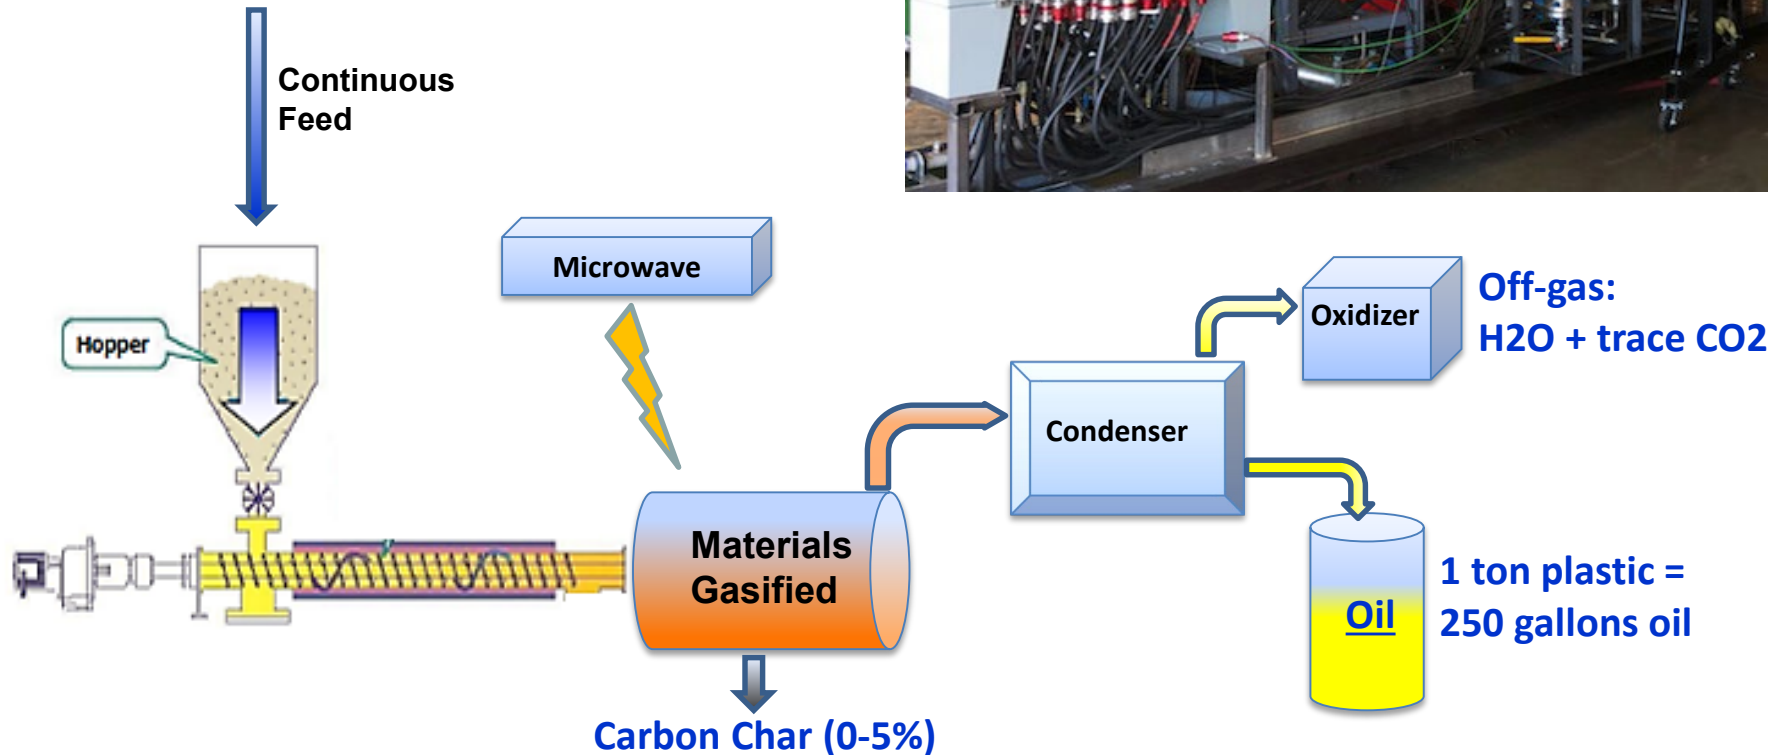 Continuous
Feed
Hopper
Microwave
Materials
Gasified
Carbon Char (0-5%)
Condenser
Oxidizer
Off-gas:
H2O + trace CO2
Oil
1 ton plastic =
250 gallons oil